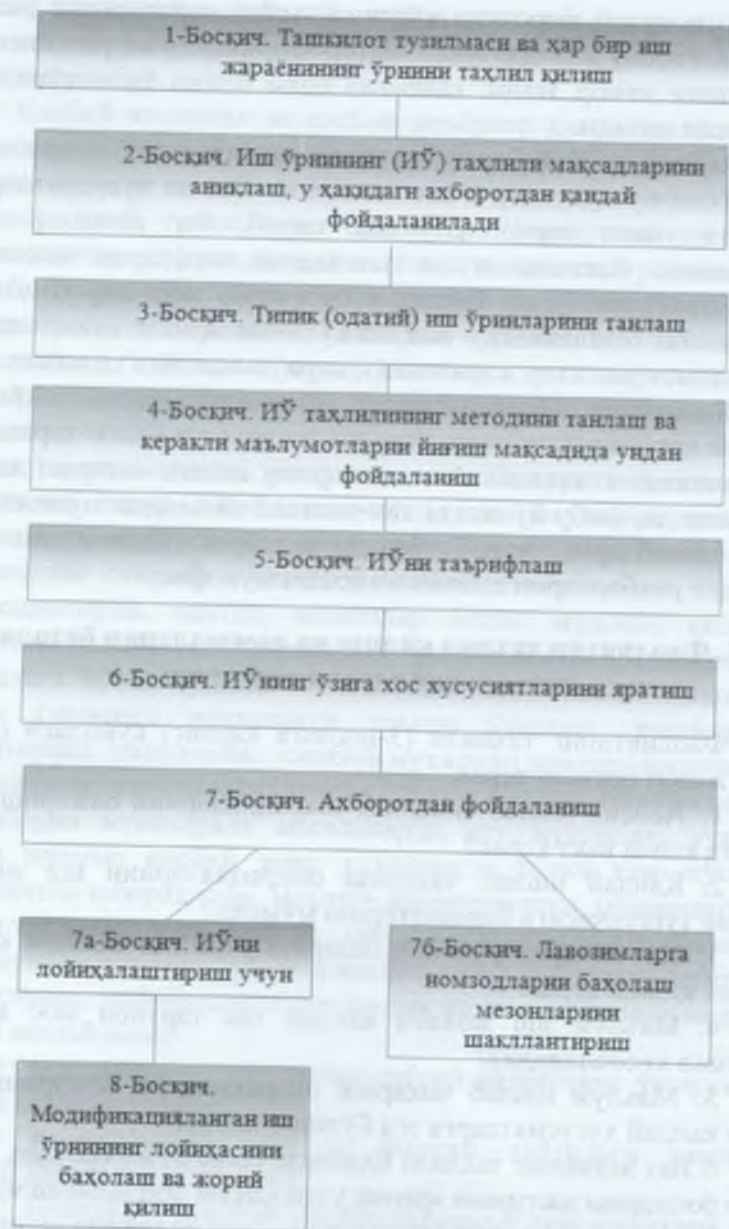 1-Босқич. Ташкилот тузилмаси ва ҳар бир иш
жараёнининг ўрнини таҳлил қилиш
2-Босқич. Иш ўрнининг (ИЎ) таҳлили мақсадларини
аниқлаш, у ҳақидаги ахборотдан қандай
фойдаланилади
3-Босқич. Типик (одатий) иш ўринларини танлаш
4-Босқич. ИЎ таҳлилининг методини танлаш ва
керакли маълумотларни йиғиш мақсадида ундан
фойдаланиш
5-Босқич. ИЎни таърифлаш
6-Босқич. ИЎнинг ўзига хос хусусиятларини яратиш
7-Босқич. Ахборотдан фойдаланиш
7а-Босқич. ИЎни
лойиҳалаштириш учун
7б-Босқич. Лавозимларга
номзодларни баҳолаш
мезонларини
шакллантириш
8-Босқич.
Модификацияланган иш
ўрнининг лойиҳасини
баҳолаш ва жорий
қилиш